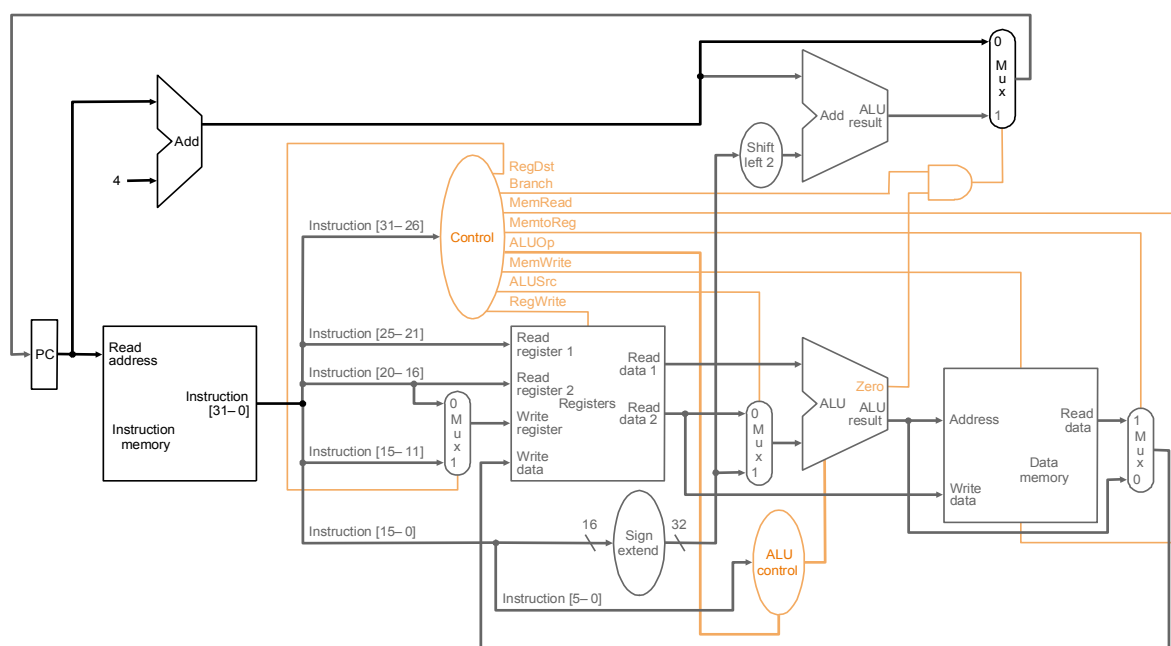 0
M
u
x
1
Add
ALU
result
Add
Shift
left 2
4
RegDst
Branch
MemRead
MemtoReg
ALUOp
MemWrite
ALUSrc
RegWrite
Control
Instruction [31– 26]
Instruction [25– 21]
Instruction [20– 16]
Instruction [15– 11]
Instruction [15– 0]
Instruction [5– 0]
PC
Read
address
Instruction
[31– 0]
Instruction
memory
0
M
u
x
1
Read
register 1
Read
register 2
Write
register
Write
data
Registers
Read
data 1
Read
data 2
0
M
u
x
1
Zero
ALU
ALU
result
Address
Write
data
Read
data
Data
memory
1
M
u
x
0
16
Sign
extend
32
ALU
control